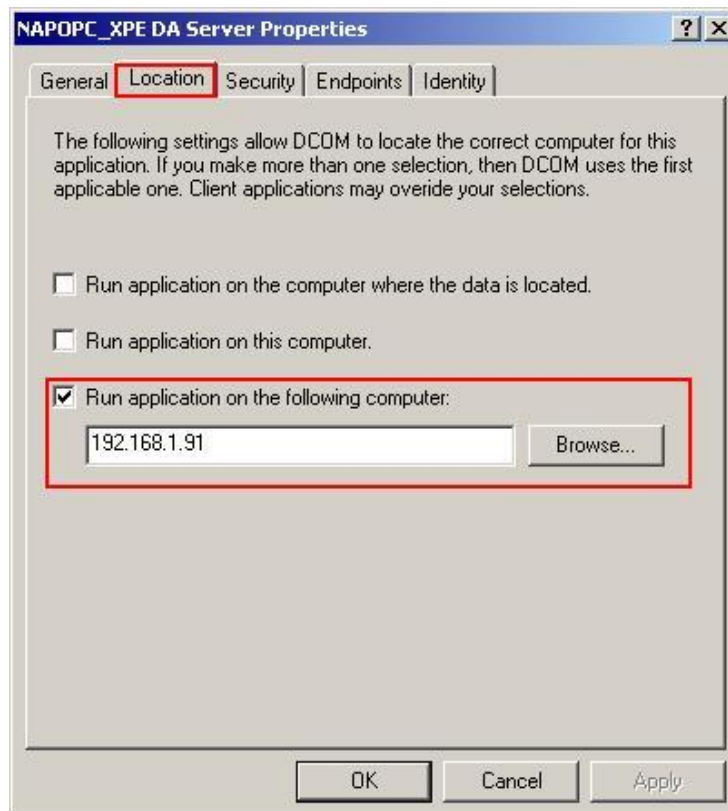 NAPOPC_XPE DA Server Properties
General Location Security Endpoints Identity
The following settings allow DCOM to locate the correct computer for this
application. If you make more than one selection, then DCOM uses the first
applicable one. Client applications may overide your selections.
Run application on the computer where the data is located.
Run application on this computer.
Run application on the following computer:
192.168.1.91 Browse...
OK Cancel Apply